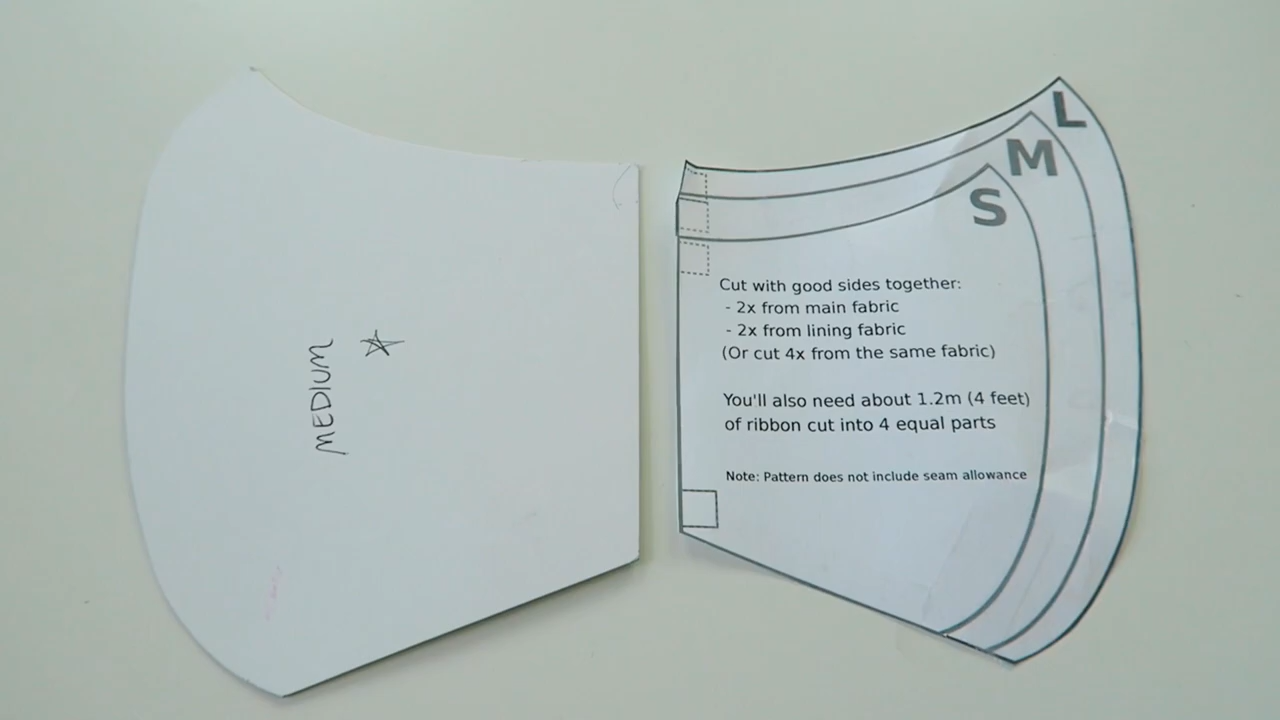 MEDIUM
L
M
S
Cut with good sides together:
- 2x from main fabric
- 2x from lining fabric
(Or cut 4x from the same fabric)
You'll also need about 1.2m (4 feet)
of ribbon cut into 4 equal parts
Note: Pattern does not include seam allowance